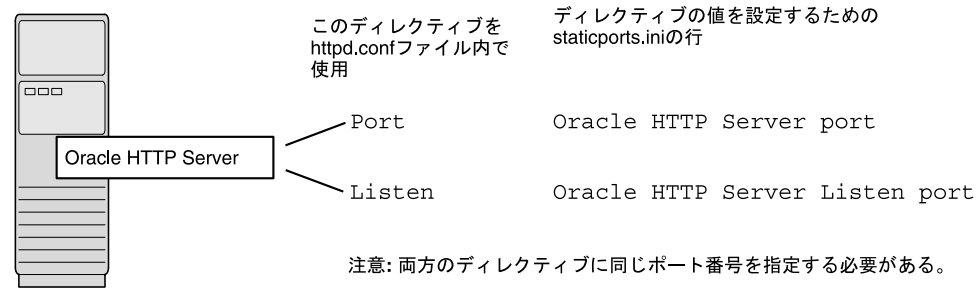 このディレクティブを
httpd.confファイル内で
使用
ディレクティブの値を設定するための
staticports.iniの行
Oracle HTTP Server
Port
Oracle HTTP Server port
Listen
Oracle HTTP Server Listen port
注意: 両方のディレクティブに同じポート番号を指定する必要がある。